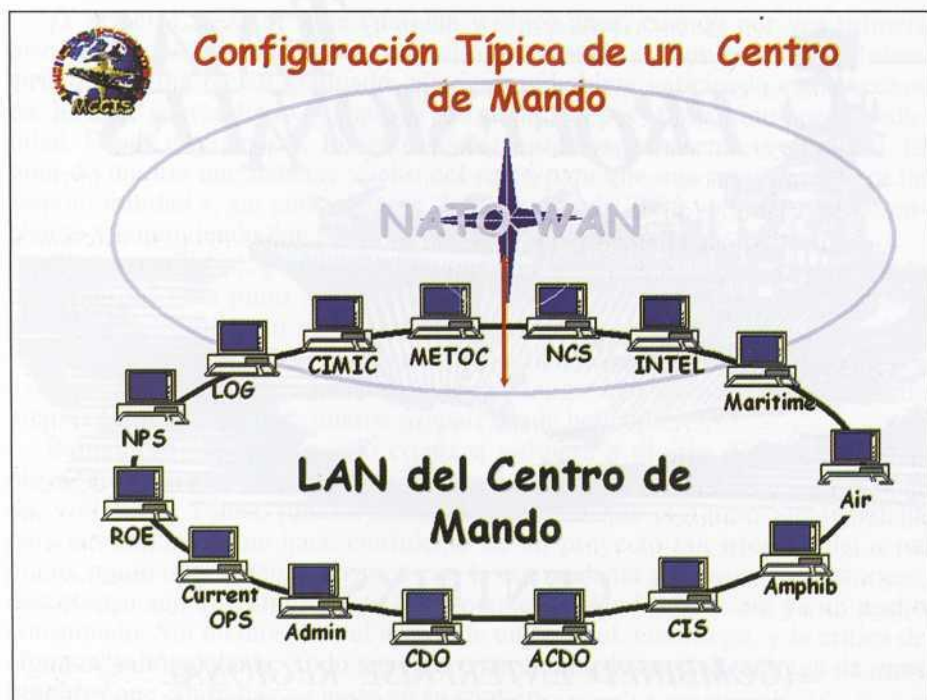 Configuración Típica de un Centro
de Mando
MCCIS
NATO WAN
CIMIC
METOC
NCS
INTEL
LOG
Maritime
NPS
Air
LAN del Centro de
Mando
ROE
Current
OPS
Admin
CDO
ACDO
CIS
Amphib